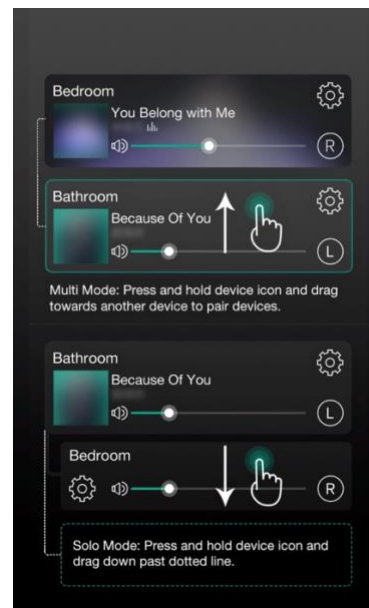 Bedroom
You Belong with Me
R
Bathroom
Because Of You
L
Multi Mode: Press and hold device icon and drag
towards another device to pair devices.
Bathroom
Because Of You
L
Bedroom
R
Solo Mode: Press and hold device icon and
drag down past dotted line.